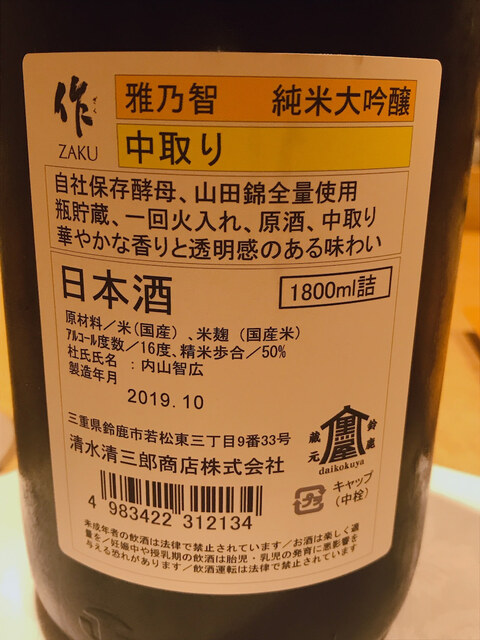 作 ざく
ZAKU
雅乃智 純米大吟醸
中取り
自社保存酵母、山田錦全量使用
瓶貯蔵、一回火入れ、原酒、中取り
華やかな香りと透明感のある味わい
日本酒 1800ml詰
原材料/米(国産)、米麹(国産米)
ｱﾙｺｰﾙ度数/16度、精米歩合/50%
杜氏氏名:内山智広
製造年月
2019.10
三重県鈴鹿市若松東三丁目9番33号
清水清三郎商店株式会社
蔵元 鈴鹿
daikokuya
プラ キャップ
(中栓)
4 983422 312134
未成年者の飲酒は法律で禁止されています/お酒は楽しく適
量を/妊娠中や授乳期の飲酒は胎児・乳児の発育に悪影響を
与える恐れがあります/飲酒運転は法律で禁止されています